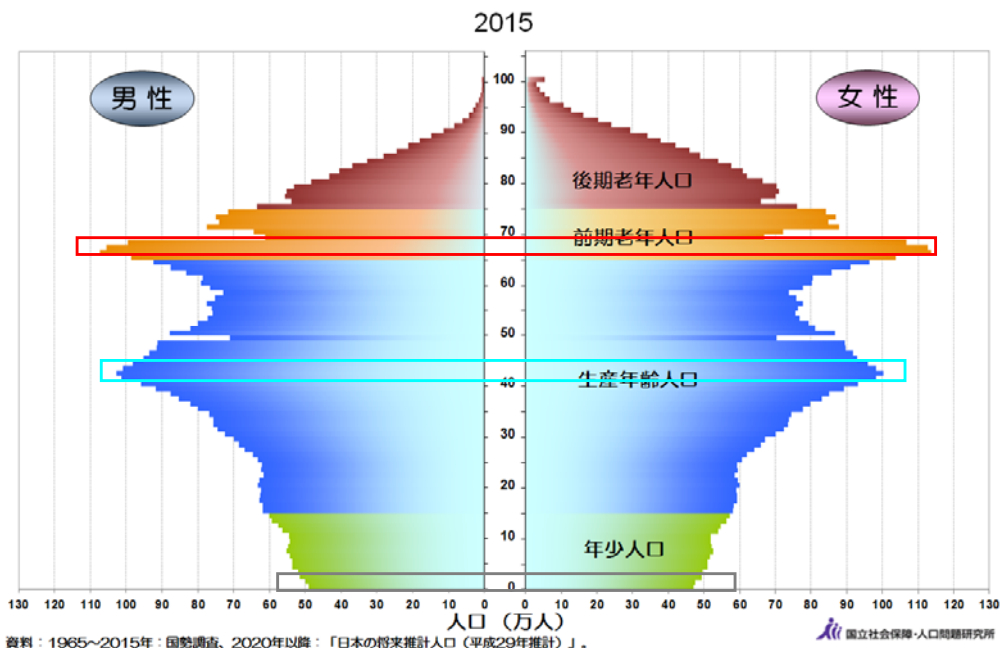 2015
男性
女性
100
90
80
70
60
50
40
30
20
10
0
後期老年人口
前期老年人口
生産年齢人口
年少人口
130 120 110 100 90 80 70 60 50 40 30 20 10 0 0 10 20 30 40 50 60 70 80 90 100 110 120 130
人口 (万人)
資料：1965～2015年：国勢調査、2020年以降：「日本の将来推計人口（平成29年推計）」。
国立社会保障・人口問題研究所